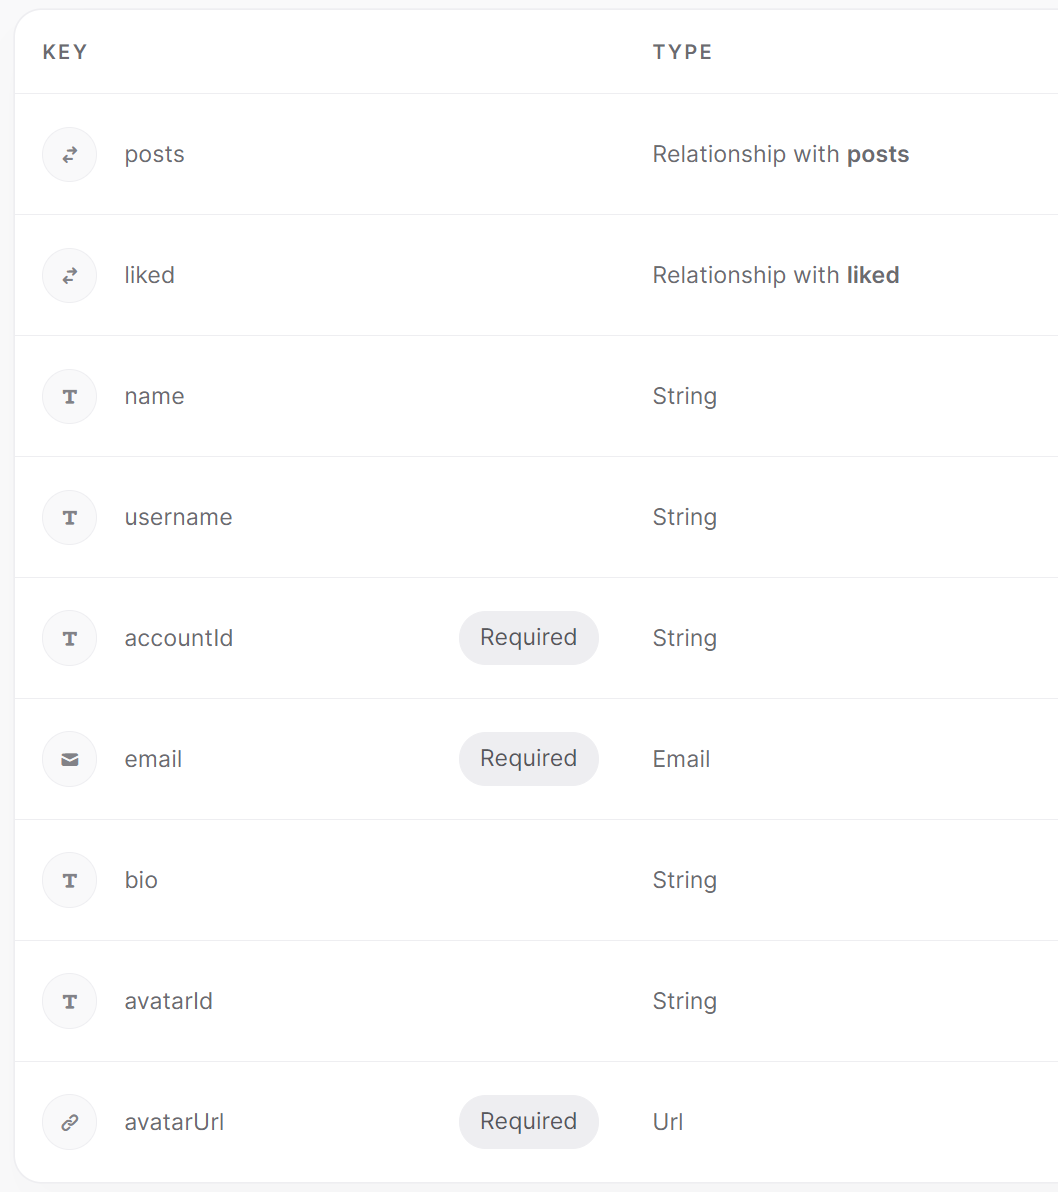 KEY TYPE
posts Relationship with posts
liked Relationship with liked
name String
username String
accountId Required String
email Required Email
bio String
avatarId String
avatarUrl Required Url